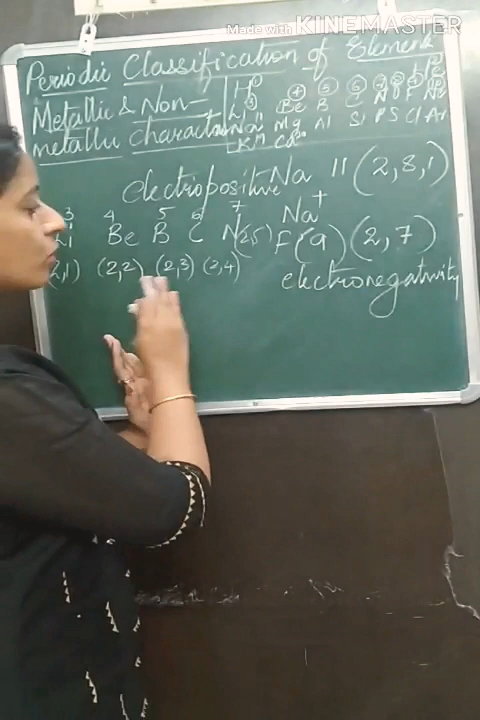 Made with KINEMASTER
Periodic Classification of Element
Metallic & Non-
metallic character
H
Li
Na
K
Be B C N O F Ne
Mg Al Si P S Cl Ar
Ca
electropositive Na 11 (2,8,1)
Na+
3 4 5 6 7
Li Be B C N (2,5)
F (9) (2,7)
2,1) (2,2) (2,3) (2,4)
electronegativity